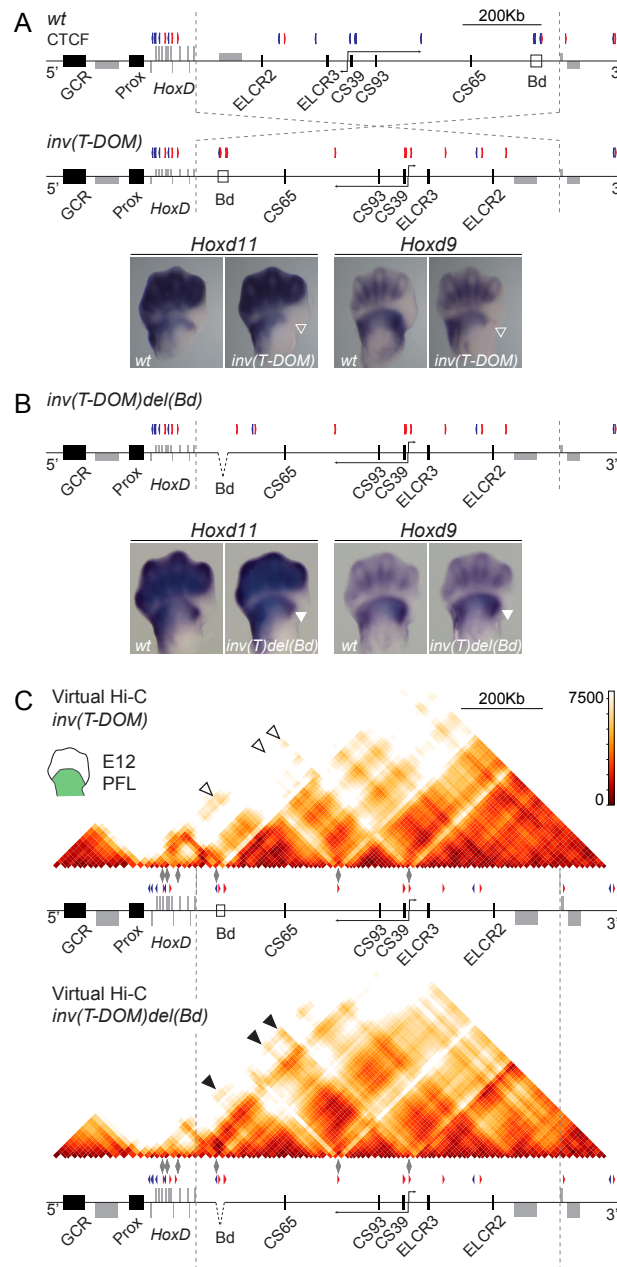 A
wt
200Kb
CTCF
5'
3'
GCR
Prox
HoxD
ELCR2
ELCR3
CS39
CS93
CS65
Bd
inv(T-DOM)
5'
3'
GCR
Prox
HoxD
Bd
CS65
CS93
CS39
ELCR3
ELCR2
Hoxd11 Hoxd9
wt inv(T-DOM) wt inv(T-DOM)
B
inv(T-DOM)del(Bd)
5'
3'
GCR
Prox
HoxD
Bd
CS65
CS93
CS39
ELCR3
ELCR2
Hoxd11 Hoxd9
wt inv(T)del(Bd) wt inv(T)del(Bd)
C
Virtual Hi-C
inv(T-DOM)
200Kb
7500
0
E12
PFL
5'
3'
GCR
Prox
HoxD
Bd
CS65
CS93
CS39
ELCR3
ELCR2
Virtual Hi-C
inv(T-DOM)del(Bd)
5'
3'
GCR
Prox
HoxD
Bd
CS65
CS93
CS39
ELCR3
ELCR2